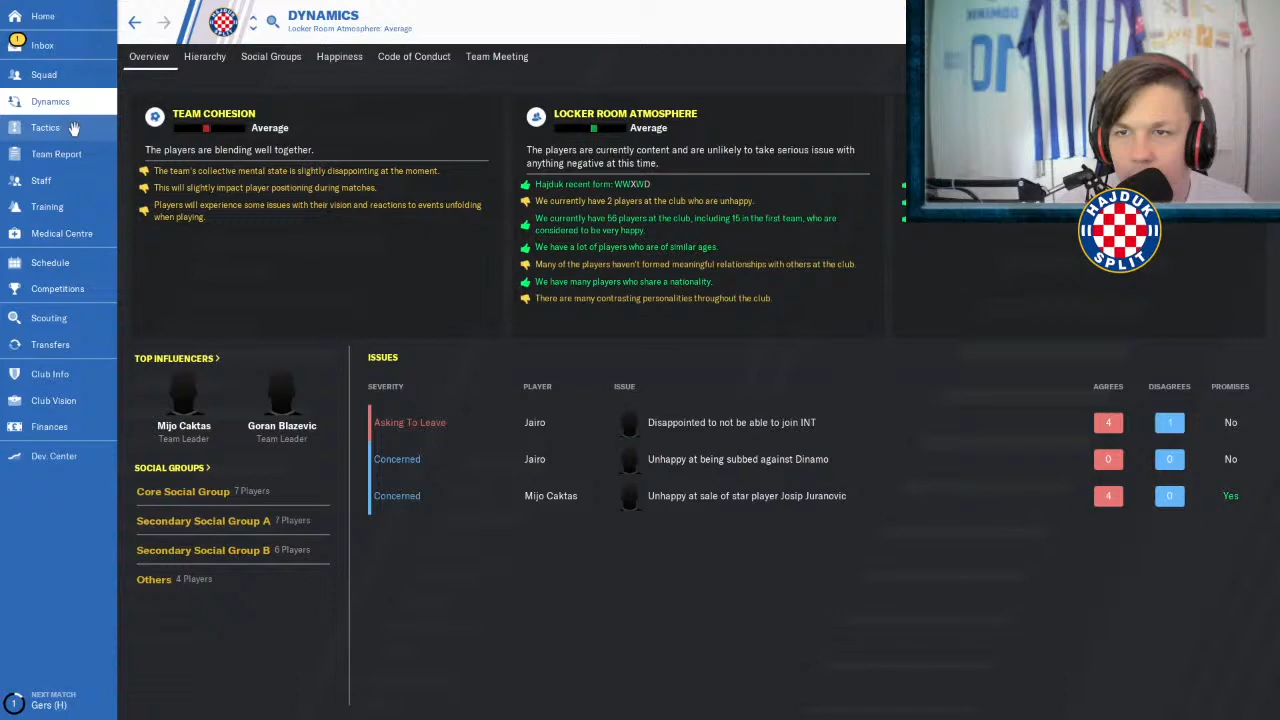 Home
1
Inbox
Squad
Dynamics
Tactics
Team Report
Staff
Training
Medical Centre
Schedule
Competitions
Scouting
Transfers
Club Info
Club Vision
Finances
Dev. Center
1
NEXT MATCH
Gers (H)
DYNAMICS
Locker Room Atmosphere: Average
Overview
Hierarchy
Social Groups
Happiness
Code of Conduct
Team Meeting
TEAM COHESION
Average
The players are blending well together.
The team's collective mental state is slightly disappointing at the moment.
This will slightly impact player positioning during matches.
Players will experience some issues with their vision and reactions to events unfolding
when playing.
LOCKER ROOM ATMOSPHERE
Average
The players are currently content and are unlikely to take serious issue with
anything negative at this time.
Hajduk recent form: WWXWD
We currently have 2 players at the club who are unhappy.
We currently have 56 players at the club, including 15 in the first team, who are
considered to be very happy.
We have a lot of players who are of similar ages.
Many of the players haven't formed meaningful relationships with others at the club.
We have many players who share a nationality.
There are many contrasting personalities throughout the club.
10
HAJDUK
SPLIT
TOP INFLUENCERS >
Mijo Caktas
Team Leader
Goran Blazevic
Team Leader
SOCIAL GROUPS >
Core Social Group 7 Players
Secondary Social Group A 7 Players
Secondary Social Group B 6 Players
Others 4 Players
ISSUES
SEVERITY PLAYER ISSUE AGREES DISAGREES PROMISES
Asking To Leave Jairo Disappointed to not be able to join INT 4 1 No
Concerned Jairo Unhappy at being subbed against Dinamo 0 0 No
Concerned Mijo Caktas Unhappy at sale of star player Josip Juranovic 4 0 Yes